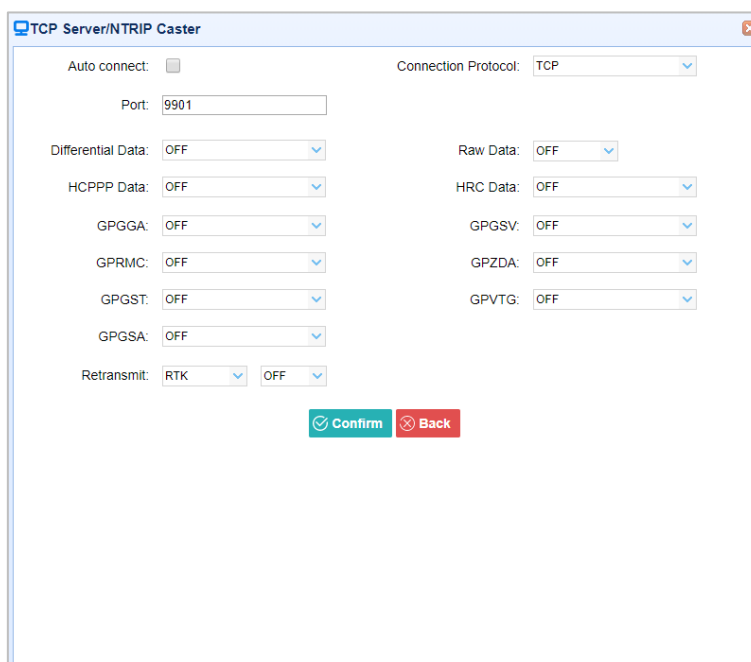 TCP Server/NTRIP Caster
Auto connect: Connection Protocol: TCP
Port: 9901
Differential Data: OFF Raw Data: OFF
HCPPP Data: OFF HRC Data: OFF
GPGGA: OFF GPGSV: OFF
GPRMC: OFF GPZDA: OFF
GPGST: OFF GPVTG: OFF
GPGSA: OFF
Retransmit: RTK OFF
Confirm Back